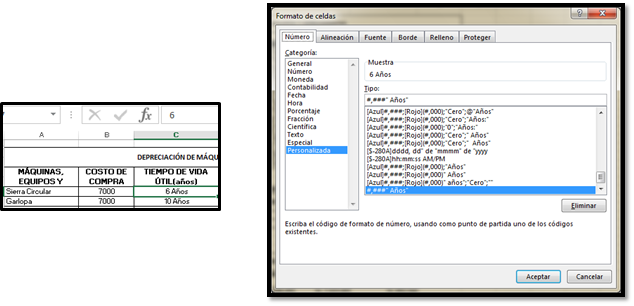 fx 6
A B C
DEPRECIACIÓN DE MÁQU
MÁQUINAS, EQUIPOS Y
COSTO DE COMPRA
TIEMPO DE VIDA ÚTIL(años)
Sierra Circular 7000 6 Años
Garlopa 7000 10 Años
Formato de celdas
Número Alineación Fuente Borde Relleno Proteger
Categoría:
General
Número
Moneda
Contabilidad
Fecha
Hora
Porcentaje
Fracción
Científica
Texto
Especial
Personalizada
Muestra
6 Años
Tipo:
#,###" Años"
[Azul]#,###;[Rojo](#,000);"Cero";@"Años"
[Azul]#,###;[Rojo](#,000);"Cero";"Años:"
[Azul]#,###;[Rojo](#,000);"0";"Años:"
[Azul]#,###;[Rojo](#,000);"Cero";" Años"
[Azul]#,###;[Rojo](#,000);"Cero";"  Años"
[$-280A]dddd, dd" de "mmmm" de "yyyy
[$-280A]hh:mm:ss AM/PM
[Azul]#,###;[Rojo](#,000);"Años"
[Azul]#,###;[Rojo](#,000)" Años"
[Azul]#,###;[Rojo](#,000)" años";"Cero";""
#,###" Años"
Eliminar
Escriba el código de formato de número, usando como punto de partida uno de los códigos
existentes.
Aceptar Cancelar